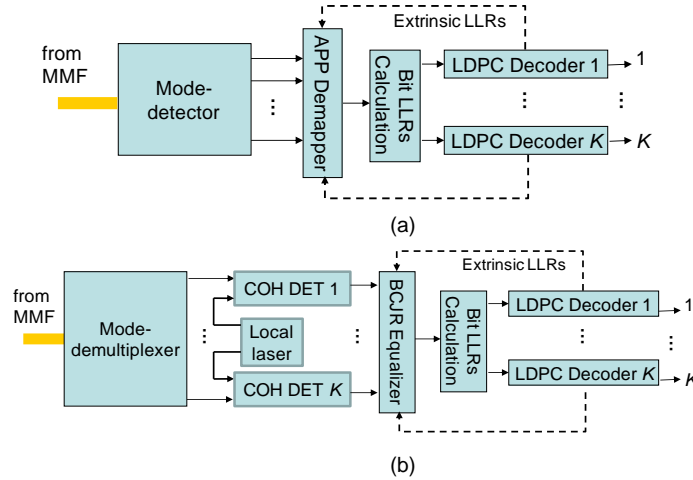 from
MMF
Mode-
detector
APP Demapper
Extrinsic LLRs
Bit LLRs
Calculation
LDPC Decoder 1
1
LDPC Decoder K
K
(a)
from
MMF
Mode-
demultiplexer
COH DET 1
Local
laser
COH DET K
BCJR Equalizer
Extrinsic LLRs
Bit LLRs
Calculation
LDPC Decoder 1
1
LDPC Decoder K
K
(b)